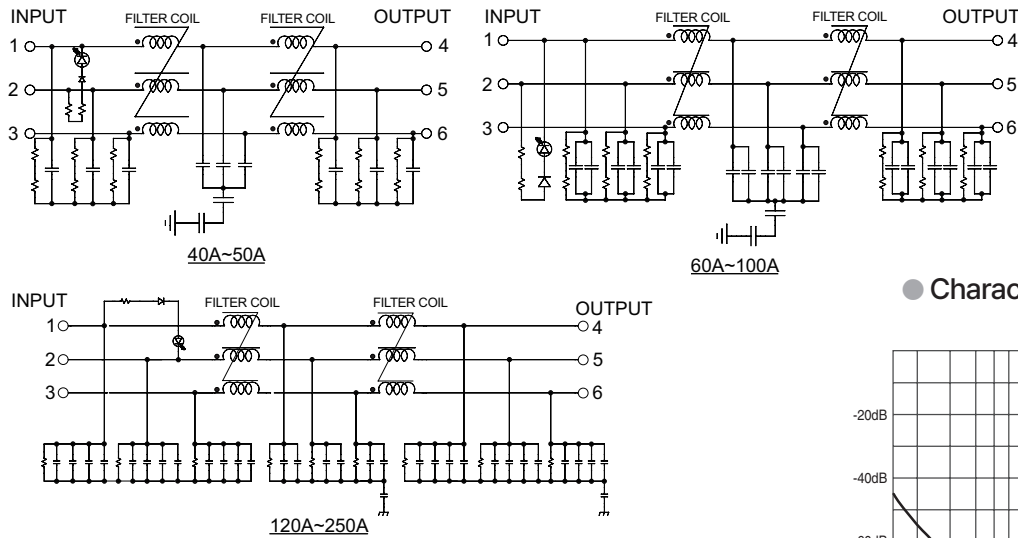 INPUT FILTER COIL FILTER COIL OUTPUT
1 4
2 5
3 6
40A~50A
INPUT FILTER COIL FILTER COIL OUTPUT
1 4
2 5
3 6
60A~100A
INPUT FILTER COIL FILTER COIL OUTPUT
1 4
2 5
3 6
120A~250A
Charac
-20dB
-40dB